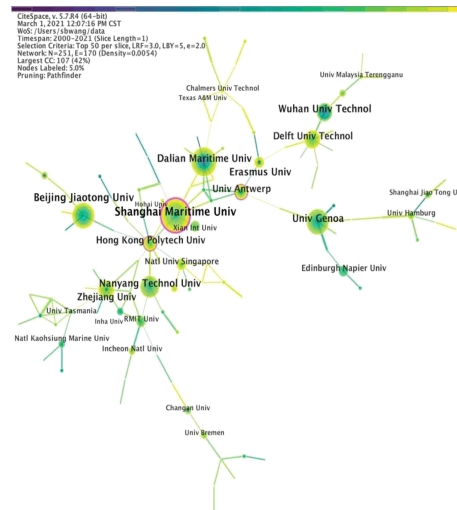 CiteSpace, v. 5.7.R4 (64-bit)
March 1, 2021 12:07:16 PM CST
WoS: /Users/sbwang/data
Timespan: 2000-2021 (Slice Length=1)
Selection Criteria: Top 50 per slice, LRF=3.0, LBY=5, e=2.0
Network: N=251, E=170 (Density=0.0054)
Largest CC: 107 (42%)
Nodes Labeled: 5.0%
Pruning: Pathfinder
Univ Malaysia Terengganu
Chalmers Univ Technol
Texas A&M Univ
Wuhan Univ Technol
Delft Univ Technol
Dalian Maritime Univ
Erasmus Univ
Univ Antwerp
Beijing Jiaotong Univ
Hohai Univ
Shanghai Jiao Tong U
Shanghai Maritime Univ
Univ Hamburg
Univ Genoa
Xian Int Univ
Hong Kong Polytech Univ
Natl Univ Singapore
Edinburgh Napier Univ
Nanyang Technol Univ
Zhejiang Univ
Univ Tasmania
Inha Univ
RMIT Univ
Natl Kaohsiung Marine Univ
Incheon Natl Univ
Changan Univ
Univ Bremen